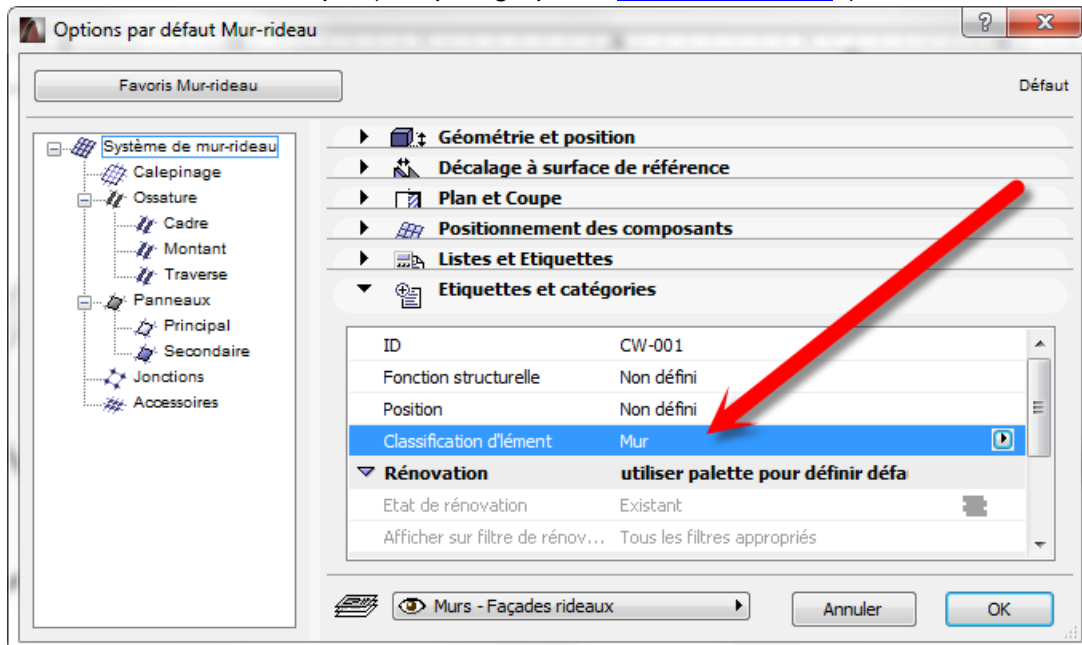 Options par défaut Mur-rideau
Favoris Mur-rideau
Défaut
Système de mur-rideau
Calepinage
Ossature
Cadre
Montant
Traverse
Panneaux
Principal
Secondaire
Jonctions
Accessoires
Géométrie et position
Décalage à surface de référence
Plan et Coupe
Positionnement des composants
Listes et Etiquettes
Etiquettes et catégories
ID CW-001
Fonction structurelle Non défini
Position Non défini
Classification d'lément Mur
Rénovation utiliser palette pour définir défa
Etat de rénovation Existant
Afficher sur filtre de rénov... Tous les filtres appropriés
Murs - Façades rideaux
Annuler
OK